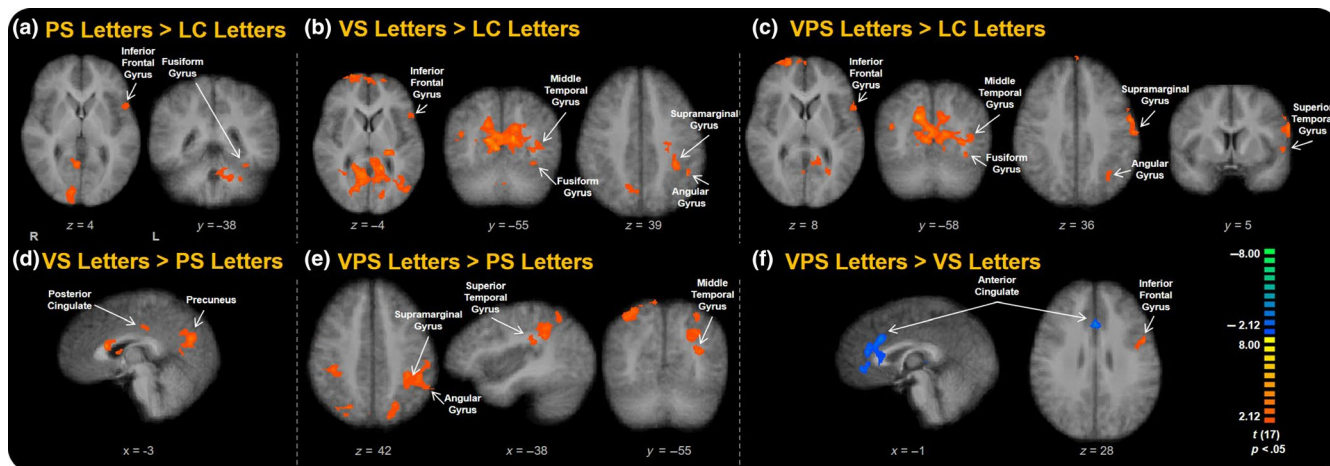 (a) PS Letters > LC Letters
Inferior
Frontal
Gyrus
Fusiform
Gyrus
R
L
z = 4
y = −38
(b) VS Letters > LC Letters
Inferior
Frontal
Gyrus
Middle
Temporal
Gyrus
Supramarginal
Gyrus
Fusiform
Gyrus
Angular
Gyrus
z = −4
y = −55
z = 39
(c) VPS Letters > LC Letters
Inferior
Frontal
Gyrus
Middle
Temporal
Gyrus
Supramarginal
Gyrus
Superior
Temporal
Gyrus
Fusiform
Gyrus
Angular
Gyrus
z = 8
y = −58
z = 36
y = 5
(d) VS Letters > PS Letters
Posterior
Cingulate
Precuneus
x = -3
(e) VPS Letters > PS Letters
Supramarginal
Gyrus
Superior
Temporal
Gyrus
Middle
Temporal
Gyrus
Angular
Gyrus
z = 42
x = −38
y = −55
(f) VPS Letters > VS Letters
Anterior
Cingulate
Inferior
Frontal
Gyrus
x = −1
z = 28
−8.00
− 2.12
8.00
2.12
t (17)
p < .05